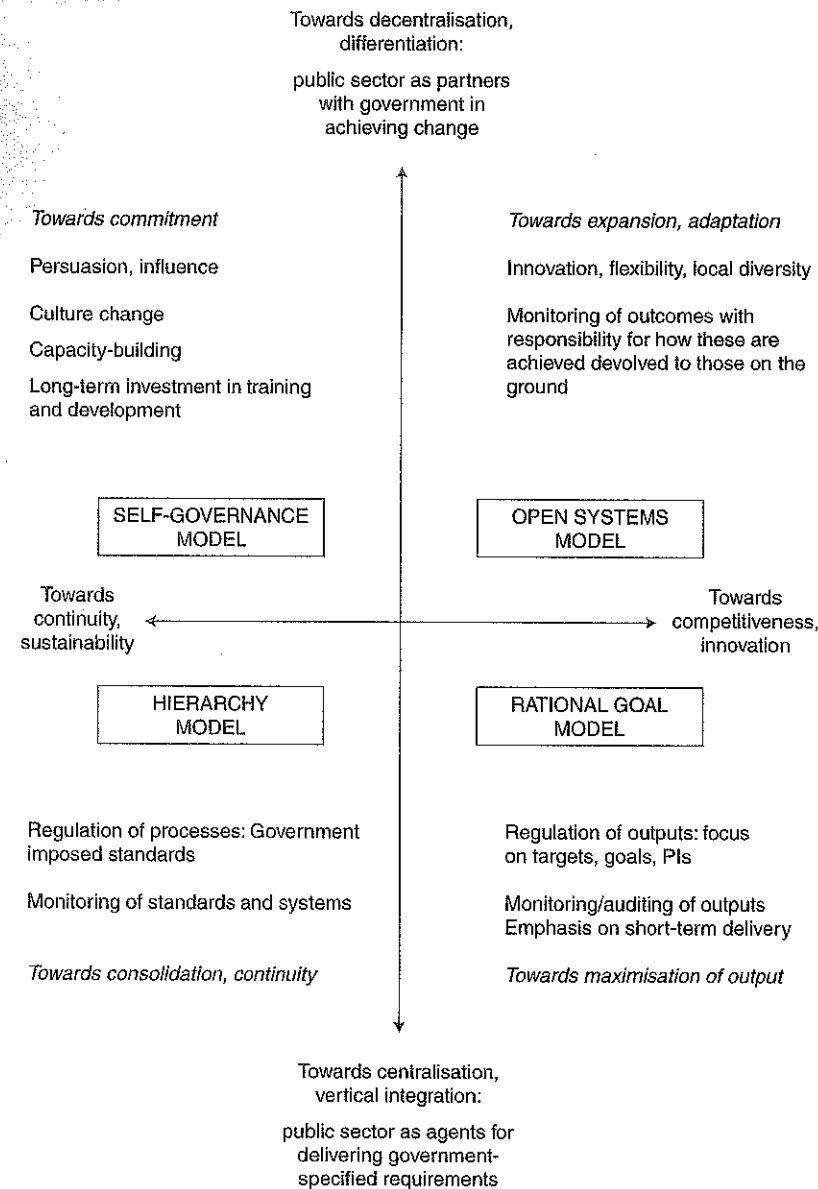 Towards decentralisation,
differentiation:
public sector as partners
with government in
achieving change
Towards commitment
Persuasion, influence
Culture change
Capacity-building
Long-term investment in training
and development
Towards expansion, adaptation
Innovation, flexibility, local diversity
Monitoring of outcomes with
responsibility for how these are
achieved devolved to those on the
ground
SELF-GOVERNANCE
MODEL
OPEN SYSTEMS
MODEL
Towards
continuity,
sustainability
Towards
competitiveness,
innovation
HIERARCHY
MODEL
RATIONAL GOAL
MODEL
Regulation of processes: Government
imposed standards
Monitoring of standards and systems
Towards consolidation, continuity
Regulation of outputs: focus
on targets, goals, PIs
Monitoring/auditing of outputs
Emphasis on short-term delivery
Towards maximisation of output
Towards centralisation,
vertical integration:
public sector as agents for
delivering government-
specified requirements